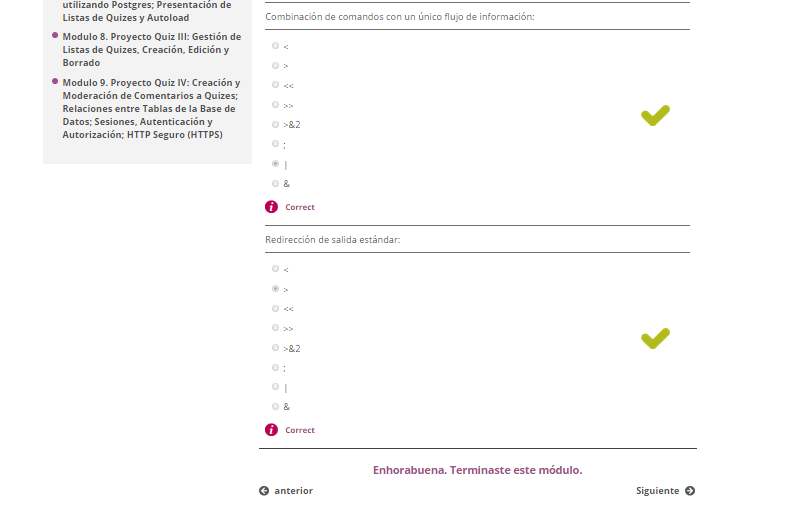 utilizando Postgres; Presentación de
Listas de Quizes y Autoload
Modulo 8. Proyecto Quiz III: Gestión de
Listas de Quizes, Creación, Edición y
Borrado
Modulo 9. Proyecto Quiz IV: Creación y
Moderación de Comentarios a Quizes;
Relaciones entre Tablas de la Base de
Datos; Sesiones, Autenticación y
Autorización; HTTP Seguro (HTTPS)
Combinación de comandos con un único flujo de información:
<
>
<<
>>
>&2
;
|
&
Correct
Redirección de salida estándar:
<
>
<<
>>
>&2
;
|
&
Correct
Enhorabuena. Terminaste este módulo.
anterior
Siguiente